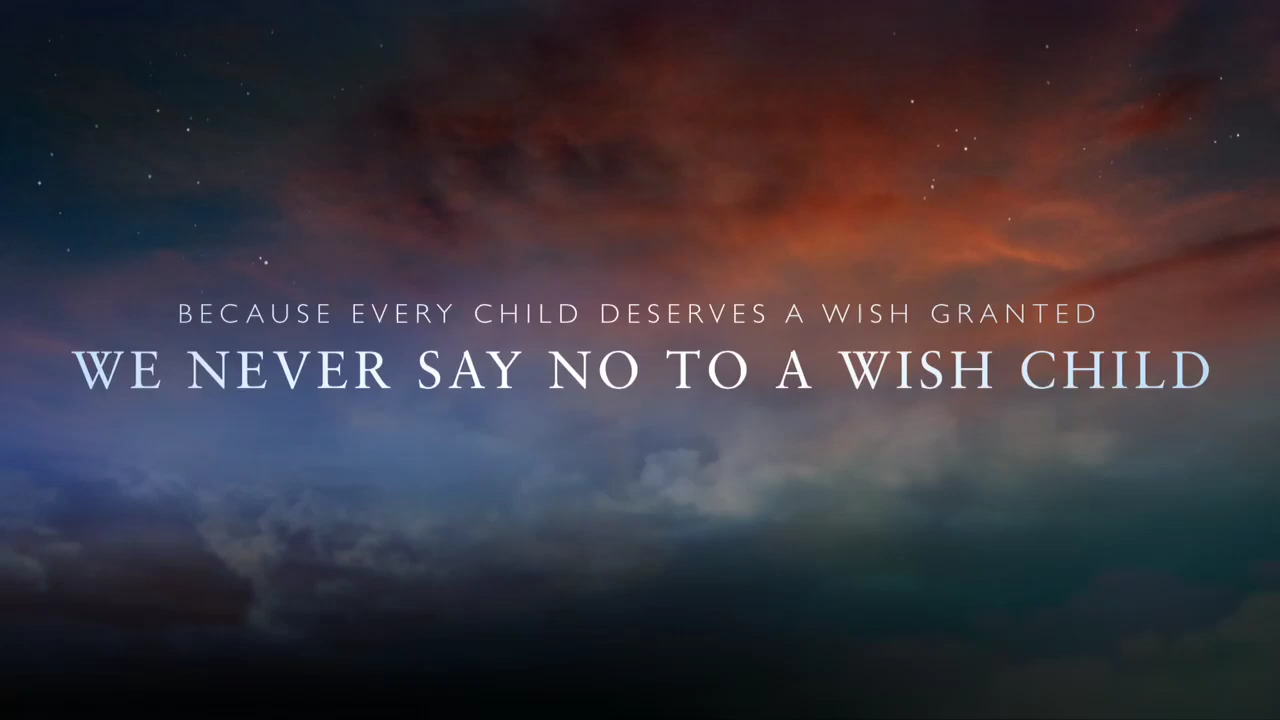 BECAUSE EVERY CHILD DESERVES A WISH GRANTED
WE NEVER SAY NO TO A WISH CHILD